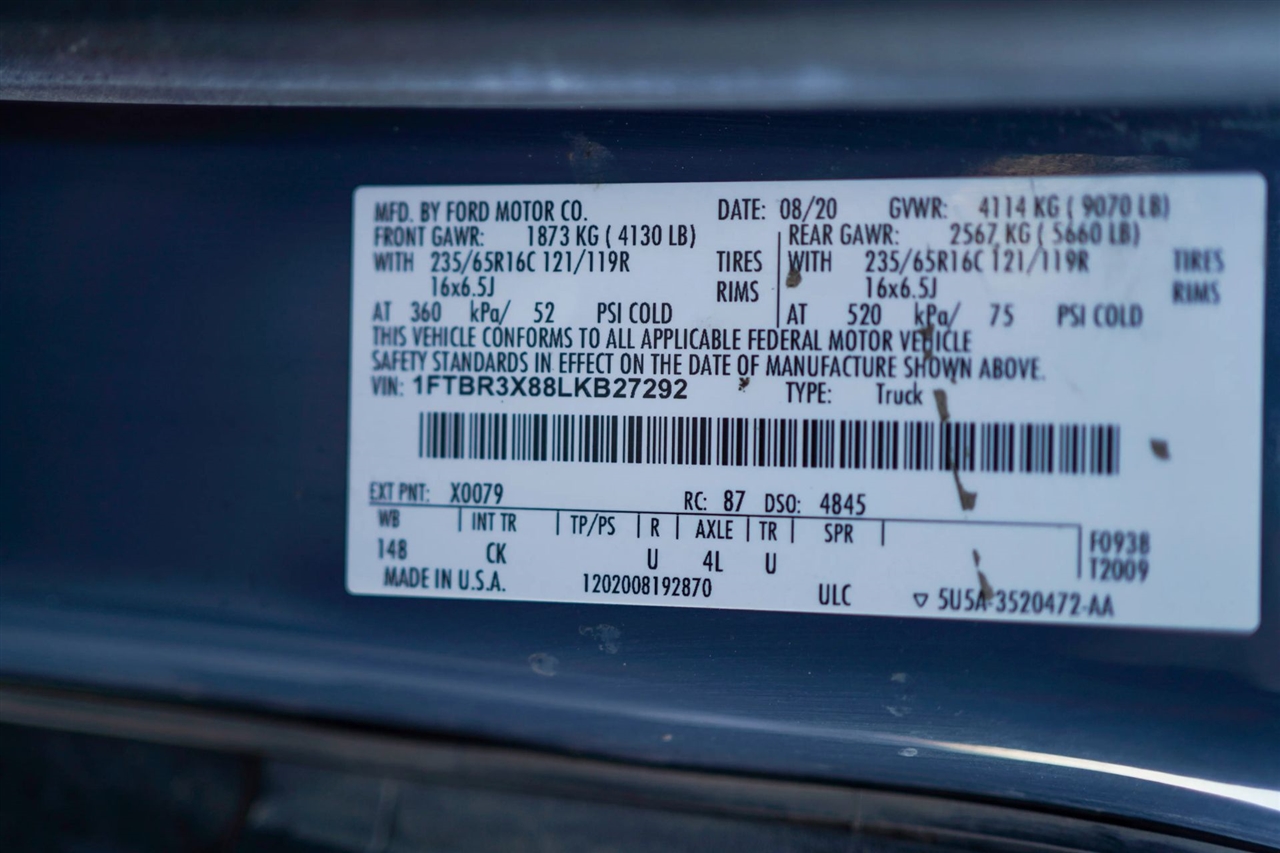 MFD. BY FORD MOTOR CO. DATE: 08/20 GVWR: 4114 KG ( 9070 LB)
FRONT GAWR: 1873 KG ( 4130 LB) REAR GAWR: 2567 KG ( 5660 LB)
WITH 235/65R16C 121/119R TIRES WITH 235/65R16C 121/119R TIRES
16x6.5J RIMS 16x6.5J RIMS
AT 360 kPa/ 52 PSI COLD AT 520 kPa/ 75 PSI COLD
THIS VEHICLE CONFORMS TO ALL APPLICABLE FEDERAL MOTOR VEHICLE
SAFETY STANDARDS IN EFFECT ON THE DATE OF MANUFACTURE SHOWN ABOVE.
VIN: 1FTBR3X88LKB27292 TYPE: Truck
EXT PNT: X0079 RC: 87 DSO: 4845
WB INT TR TP/PS R AXLE TR SPR F0938
148 CK U 4L U T2009
MADE IN U.S.A. 1202008192870 ULC ▽ 5U5A-3520472-AA